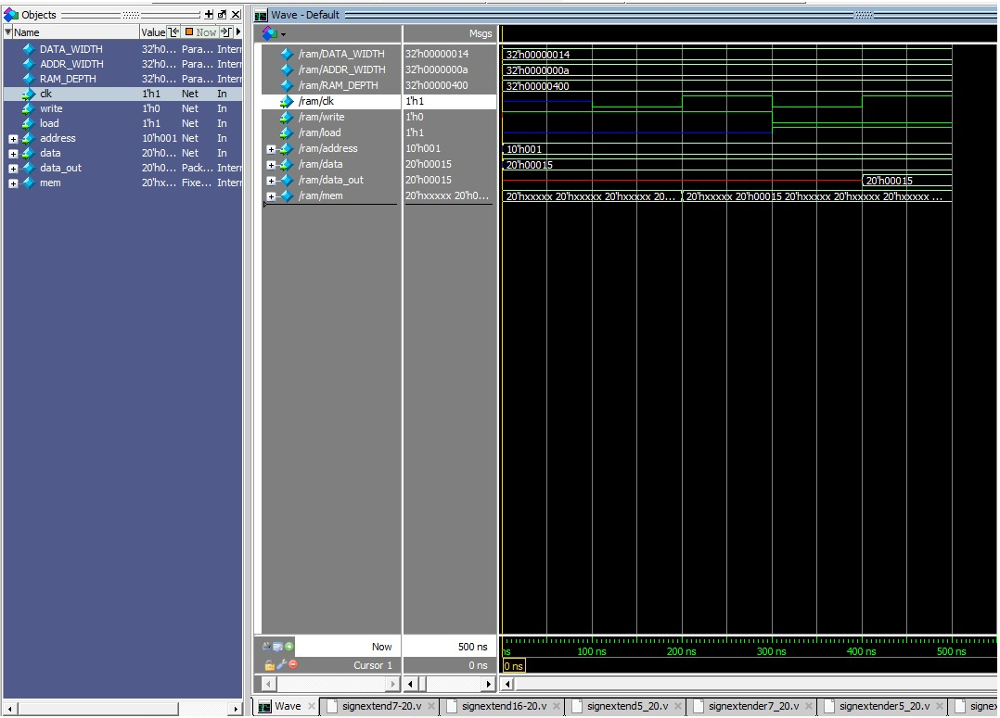 Objects
Wave - Default
Name Value Now
Msgs
DATA_WIDTH 32'h0... Para... Interr
ADDR_WIDTH 32'h0... Para... Interr
RAM_DEPTH 32'h0... Para... Interr
clk 1'h1 Net In
write 1'h0 Net In
load 1'h1 Net In
address 10'h001 Net In
data 20'h0... Net In
data_out 20'h0... Pack... Interr
mem 20'hx... Fixe... Interr
/ram/DATA_WIDTH 32'h00000014 32'h00000014
/ram/ADDR_WIDTH 32'h0000000a 32'h0000000a
/ram/RAM_DEPTH 32'h00000400 32'h00000400
/ram/clk 1'h1
/ram/write 1'h0
/ram/load 1'h1
/ram/address 10'h001 10'h001
/ram/data 20'h00015 20'h00015
/ram/data_out 20'h00015 20'h00015
/ram/mem 20'hxxxxx 20'h0... 20'hxxxxx 20'hxxxxx 20'hxxxxx 20... 20'hxxxxx 20'h00015 20'hxxxxx 20'hxxxxx 20'hxxxxx ...
Now 500 ns ns 100 ns 200 ns 300 ns 400 ns 500 ns
Cursor 1 0 ns 0 ns
Wave signextend7-20.v signextend16-20.v signextend5_20.v signextender7_20.v signextender5_20.v signex